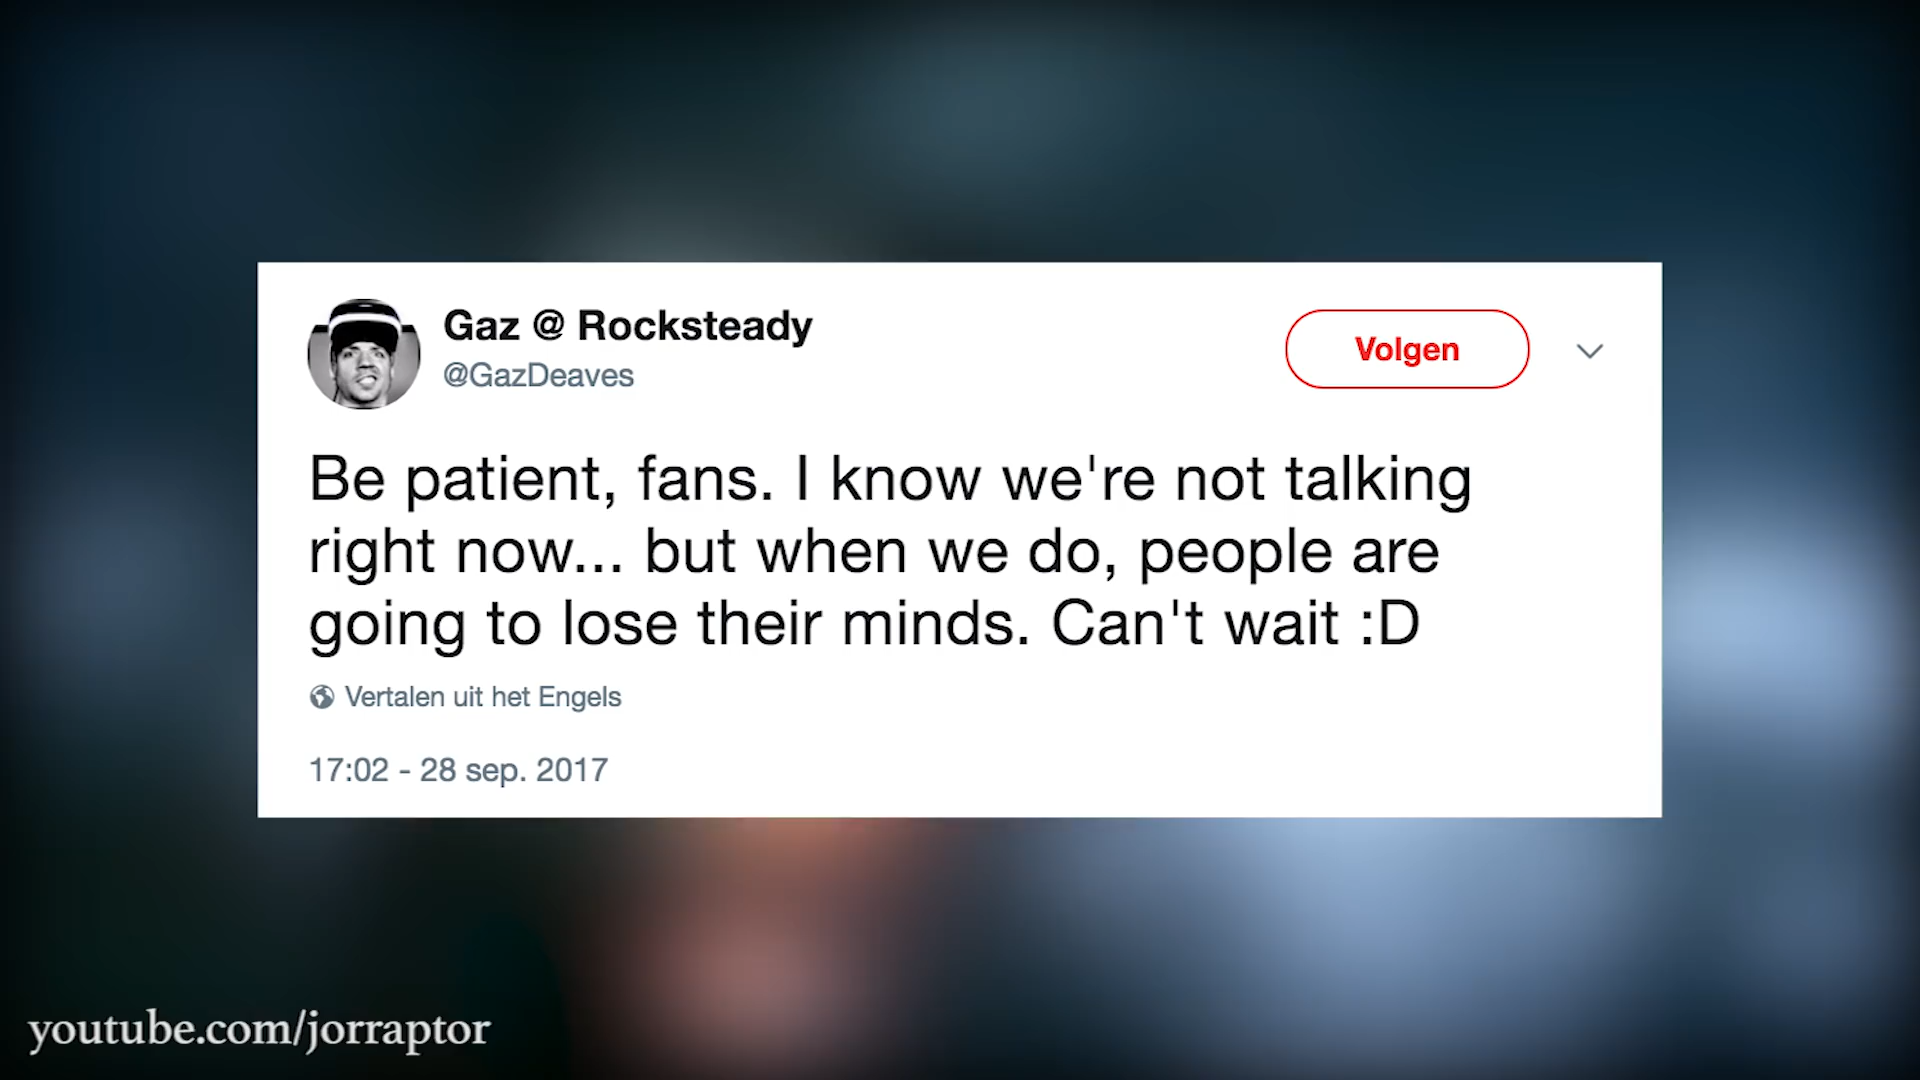 Gaz @ Rocksteady
@GazDeaves
Volgen
Be patient, fans. I know we're not talking
right now... but when we do, people are
going to lose their minds. Can't wait :D
Vertalen uit het Engels
17:02 - 28 sep. 2017
youtube.com/jorraptor